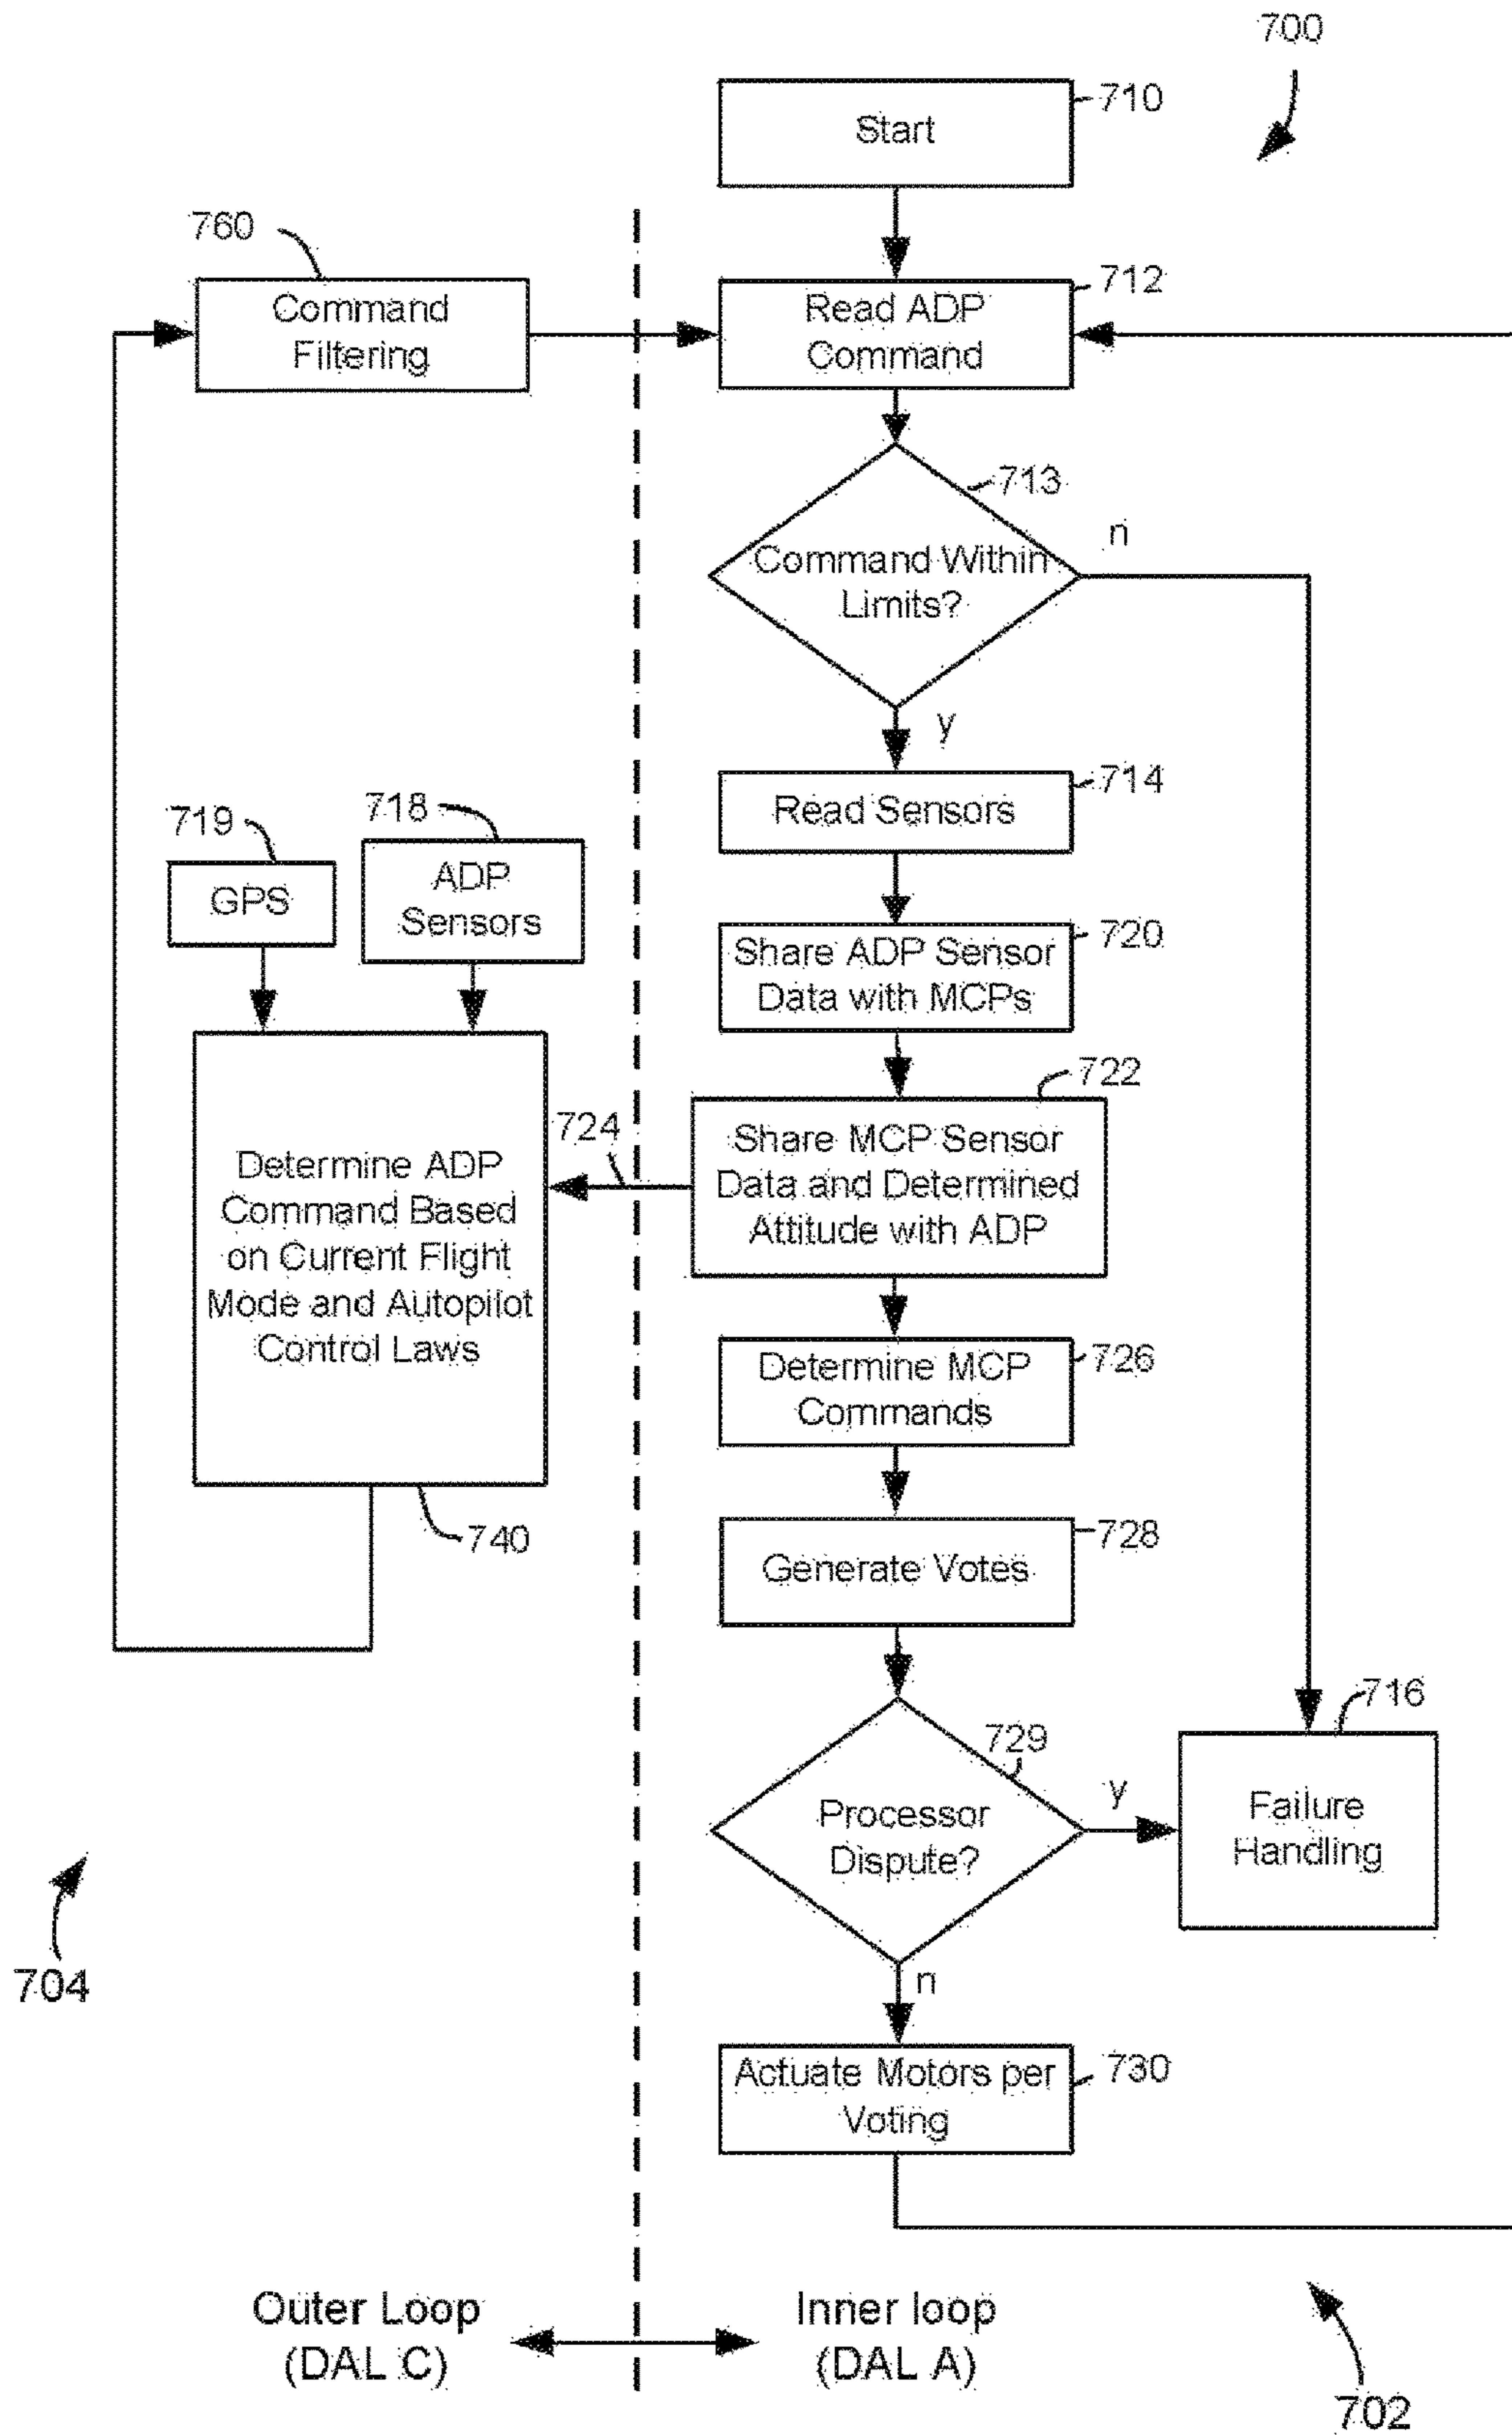 700
710
Start
760
Command
Filtering
712
Read ADP
Command
713
n
Command Within
Limits?
y
714
Read Sensors
719
GPS
718
ADP
Sensors
720
Share ADP Sensor
Data with MCPs
722
Share MCP Sensor
Data and Determined
Attitude with ADP
724
Determine ADP
Command Based
on Current Flight
Mode and Autopilot
Control Laws
740
726
Determine MCP
Commands
728
Generate Votes
729
Processor
Dispute?
y
716
Failure
Handling
n
704
730
Actuate Motors per
Voting
Outer Loop
(DAL C)
Inner loop
(DAL A)
702